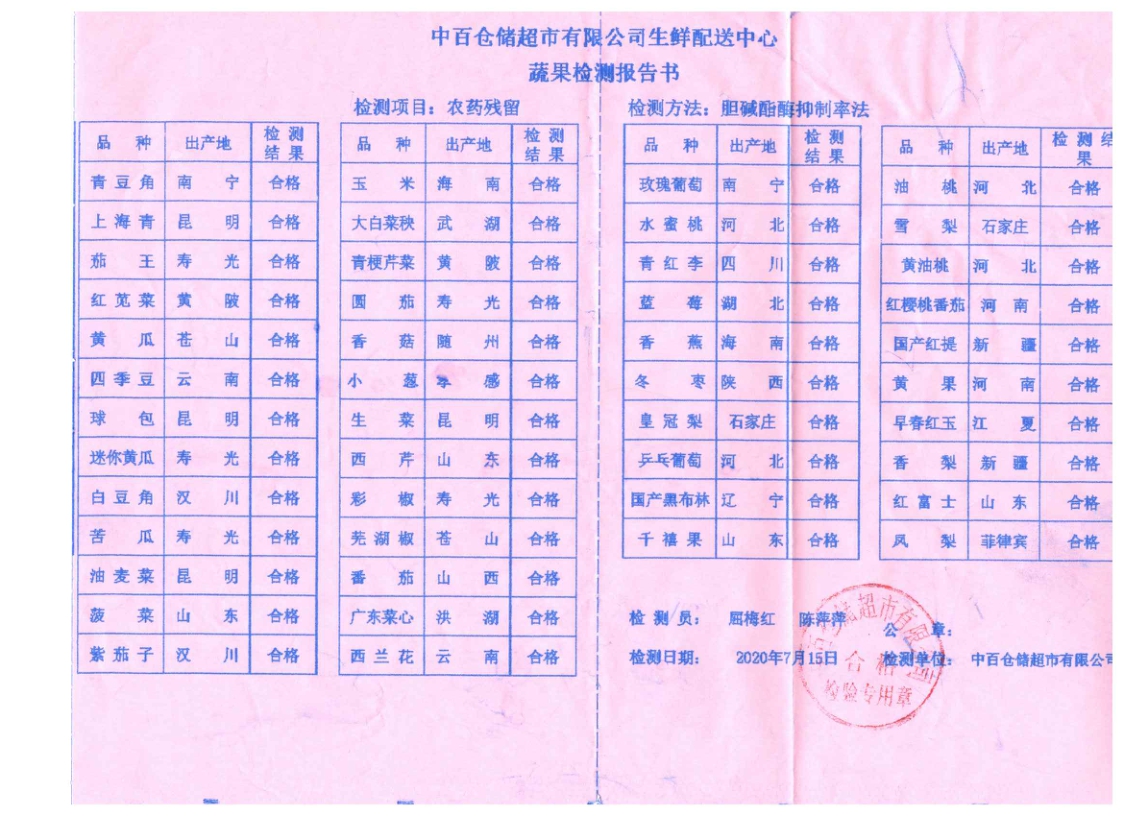 中百仓储超市有限公司生鲜配送中心
蔬果检测报告书
检测项目：农药残留 检测方法：胆碱酯酶抑制率法
品种 出产地 检测结果 品种 出产地 检测结果 品种 出产地 检测结果 品种 出产地 检测结果
青豆角 南宁 合格 玉米 海南 合格 玫瑰葡萄 南宁 合格 油桃 河北 合格
上海青 昆明 合格 大白菜秧 武湖 合格 水蜜桃 河北 合格 雪梨 石家庄 合格
茄王 寿光 合格 青梗芹菜 黄陂 合格 青红李 四川 合格 黄油桃 河北 合格
红苋菜 黄陂 合格 圆茄 寿光 合格 蓝莓 湖北 合格 红樱桃番茄 河南 合格
黄瓜 苍山 合格 香菇 随州 合格 香蕉 海南 合格 国产红提 新疆 合格
四季豆 云南 合格 小葱 孝感 合格 冬枣 陕西 合格 黄果 河南 合格
球包 昆明 合格 生菜 昆明 合格 皇冠梨 石家庄 合格 早春红玉 江夏 合格
迷你黄瓜 寿光 合格 西芹 山东 合格 乒乓葡萄 河北 合格 香梨 新疆 合格
白豆角 汉川 合格 彩椒 寿光 合格 国产黑布林 辽宁 合格 红富士 山东 合格
苦瓜 寿光 合格 芜湖椒 苍山 合格 千禧果 山东 合格 凤梨 菲律宾 合格
油麦菜 昆明 合格 番茄 山西 合格
菠菜 山东 合格 广东菜心 洪湖 合格
紫茄子 汉川 合格 西兰花 云南 合格
检测员： 屈梅红 陈萍萍 公章：
检测日期： 2020年7月15日 检测单位： 中百仓储超市有限公司
超市有限
合格
检验专用章